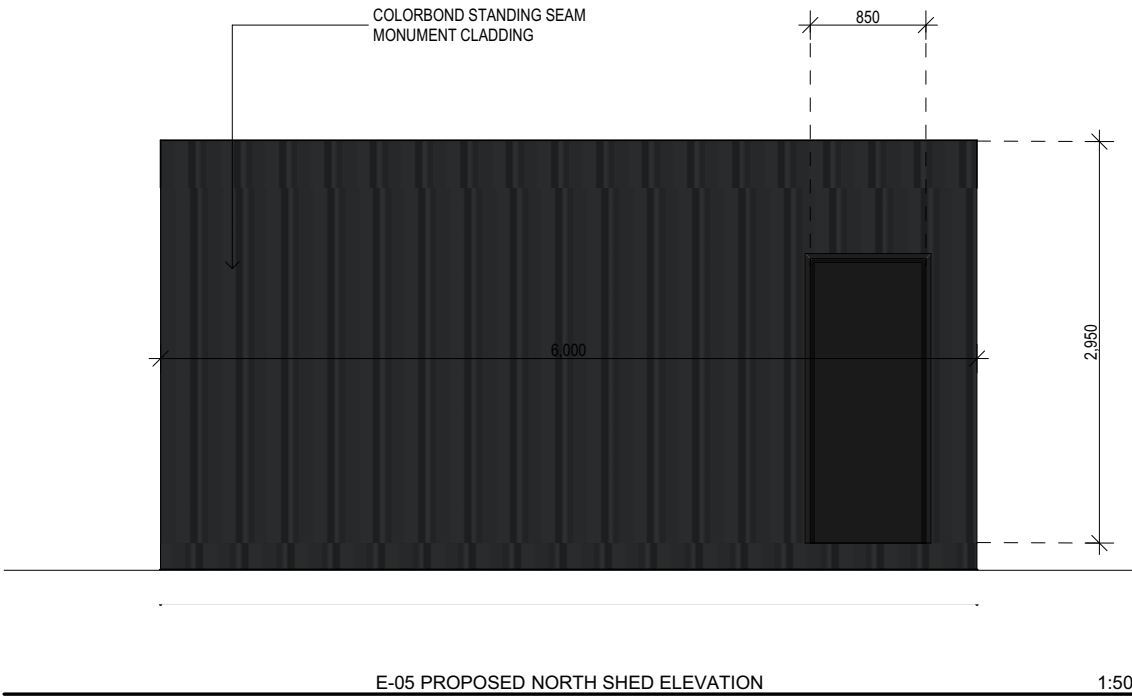 COLORBOND STANDING SEAM
MONUMENT CLADDING
850
6,000
2,950
E-05 PROPOSED NORTH SHED ELEVATION
1:50